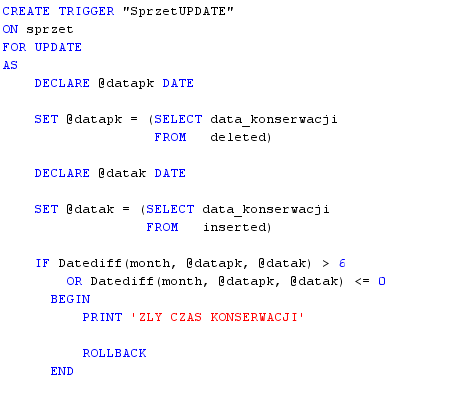 CREATE TRIGGER "SprzetUPDATE"
ON sprzet
FOR UPDATE
AS
DECLARE @datapk DATE
SET @datapk = (SELECT data_konserwacji
FROM deleted)
DECLARE @datak DATE
SET @datak = (SELECT data_konserwacji
FROM inserted)
IF Datediff(month, @datapk, @datak) > 6
OR Datediff(month, @datapk, @datak) <= 0
BEGIN
PRINT 'ZLY CZAS KONSERWACJI'
ROLLBACK
END